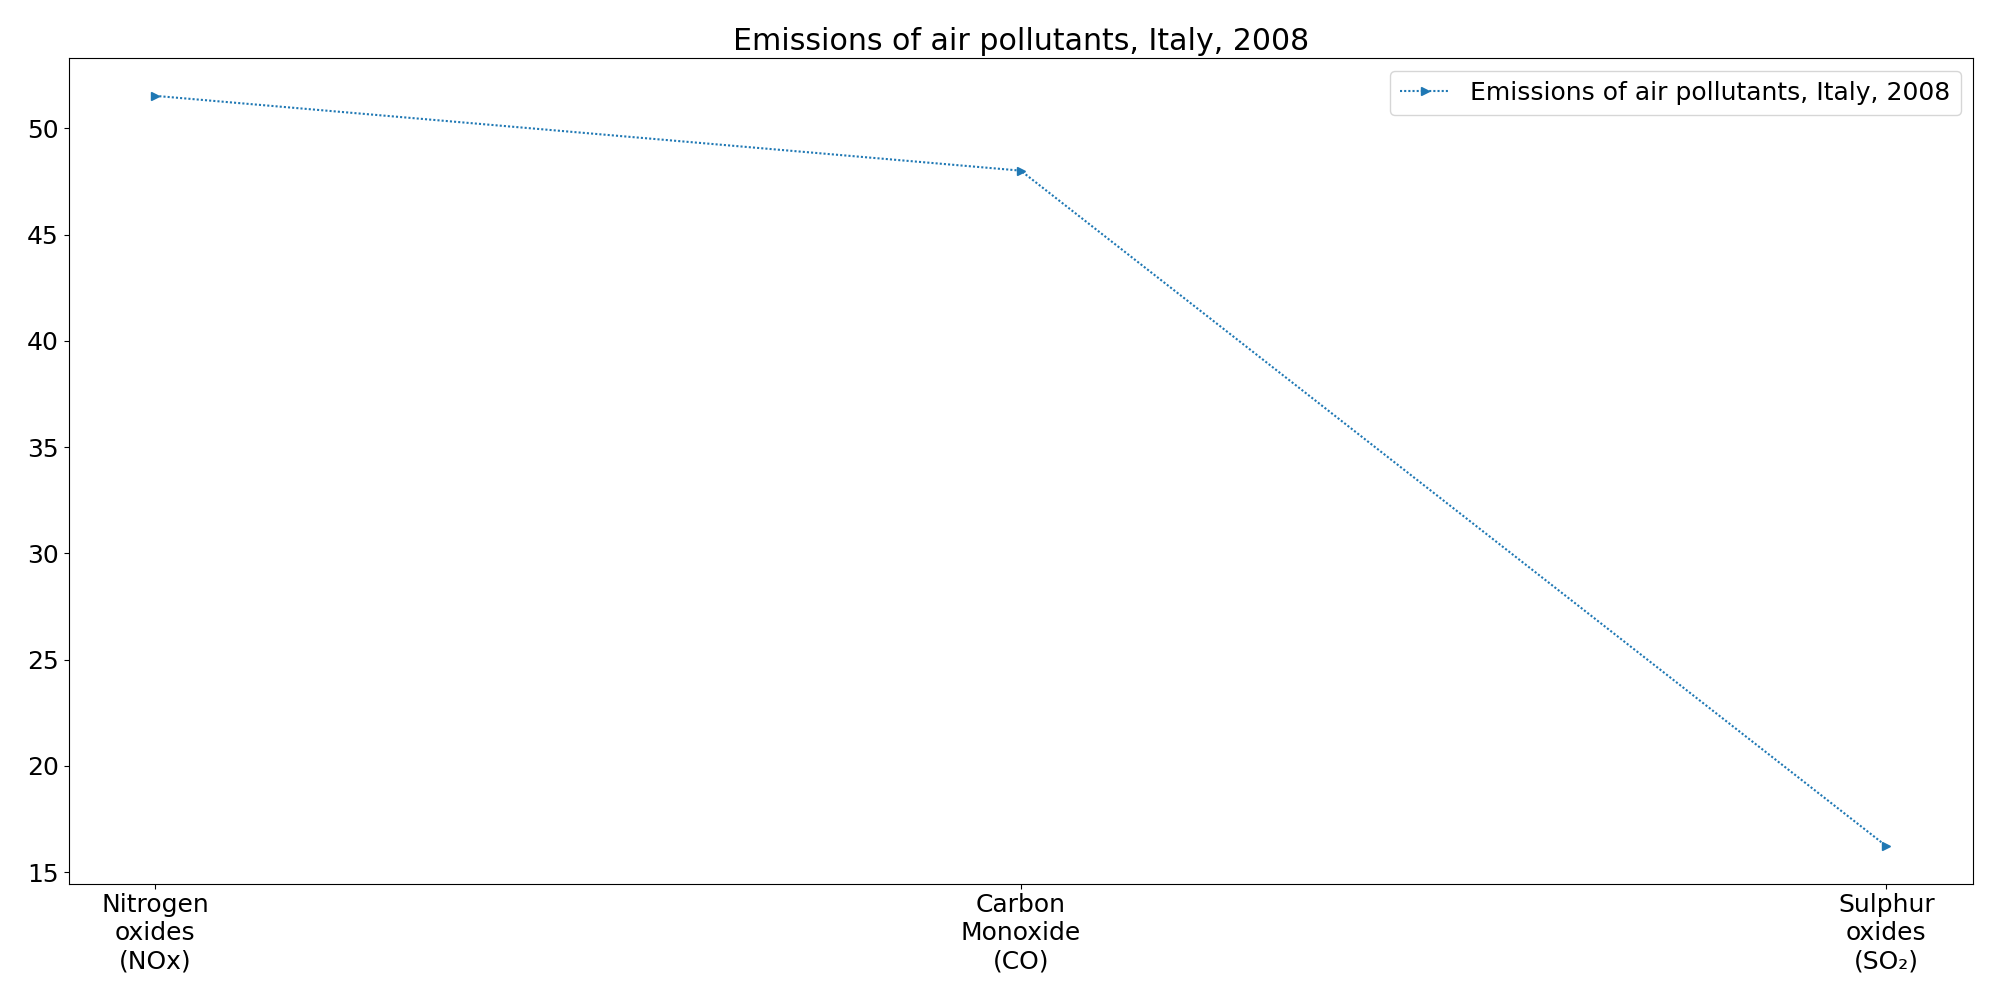 Emissions of air pollutants, Italy, 2008
Emissions of air pollutants, Italy, 2008
50
45
40
35
30
25
20
15
Nitrogen
oxides
(NOx)
Carbon
Monoxide
(CO)
Sulphur
oxides
(SO₂)